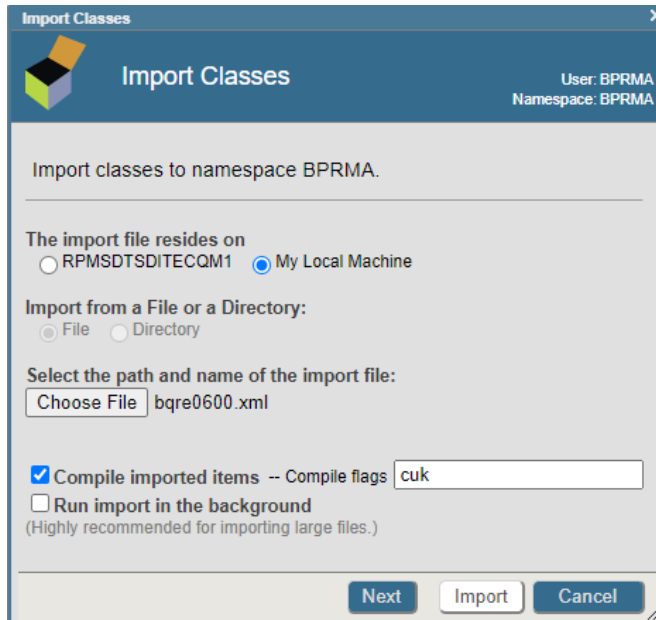 Import Classes
Import Classes
User: BPRMA
Namespace: BPRMA
Import classes to namespace BPRMA.
The import file resides on
RPMSDTSDITECQM1 My Local Machine
Import from a File or a Directory:
File Directory
Select the path and name of the import file:
Choose File bqre0600.xml
Compile imported items -- Compile flags cuk
Run import in the background
(Highly recommended for importing large files.)
Next Import Cancel